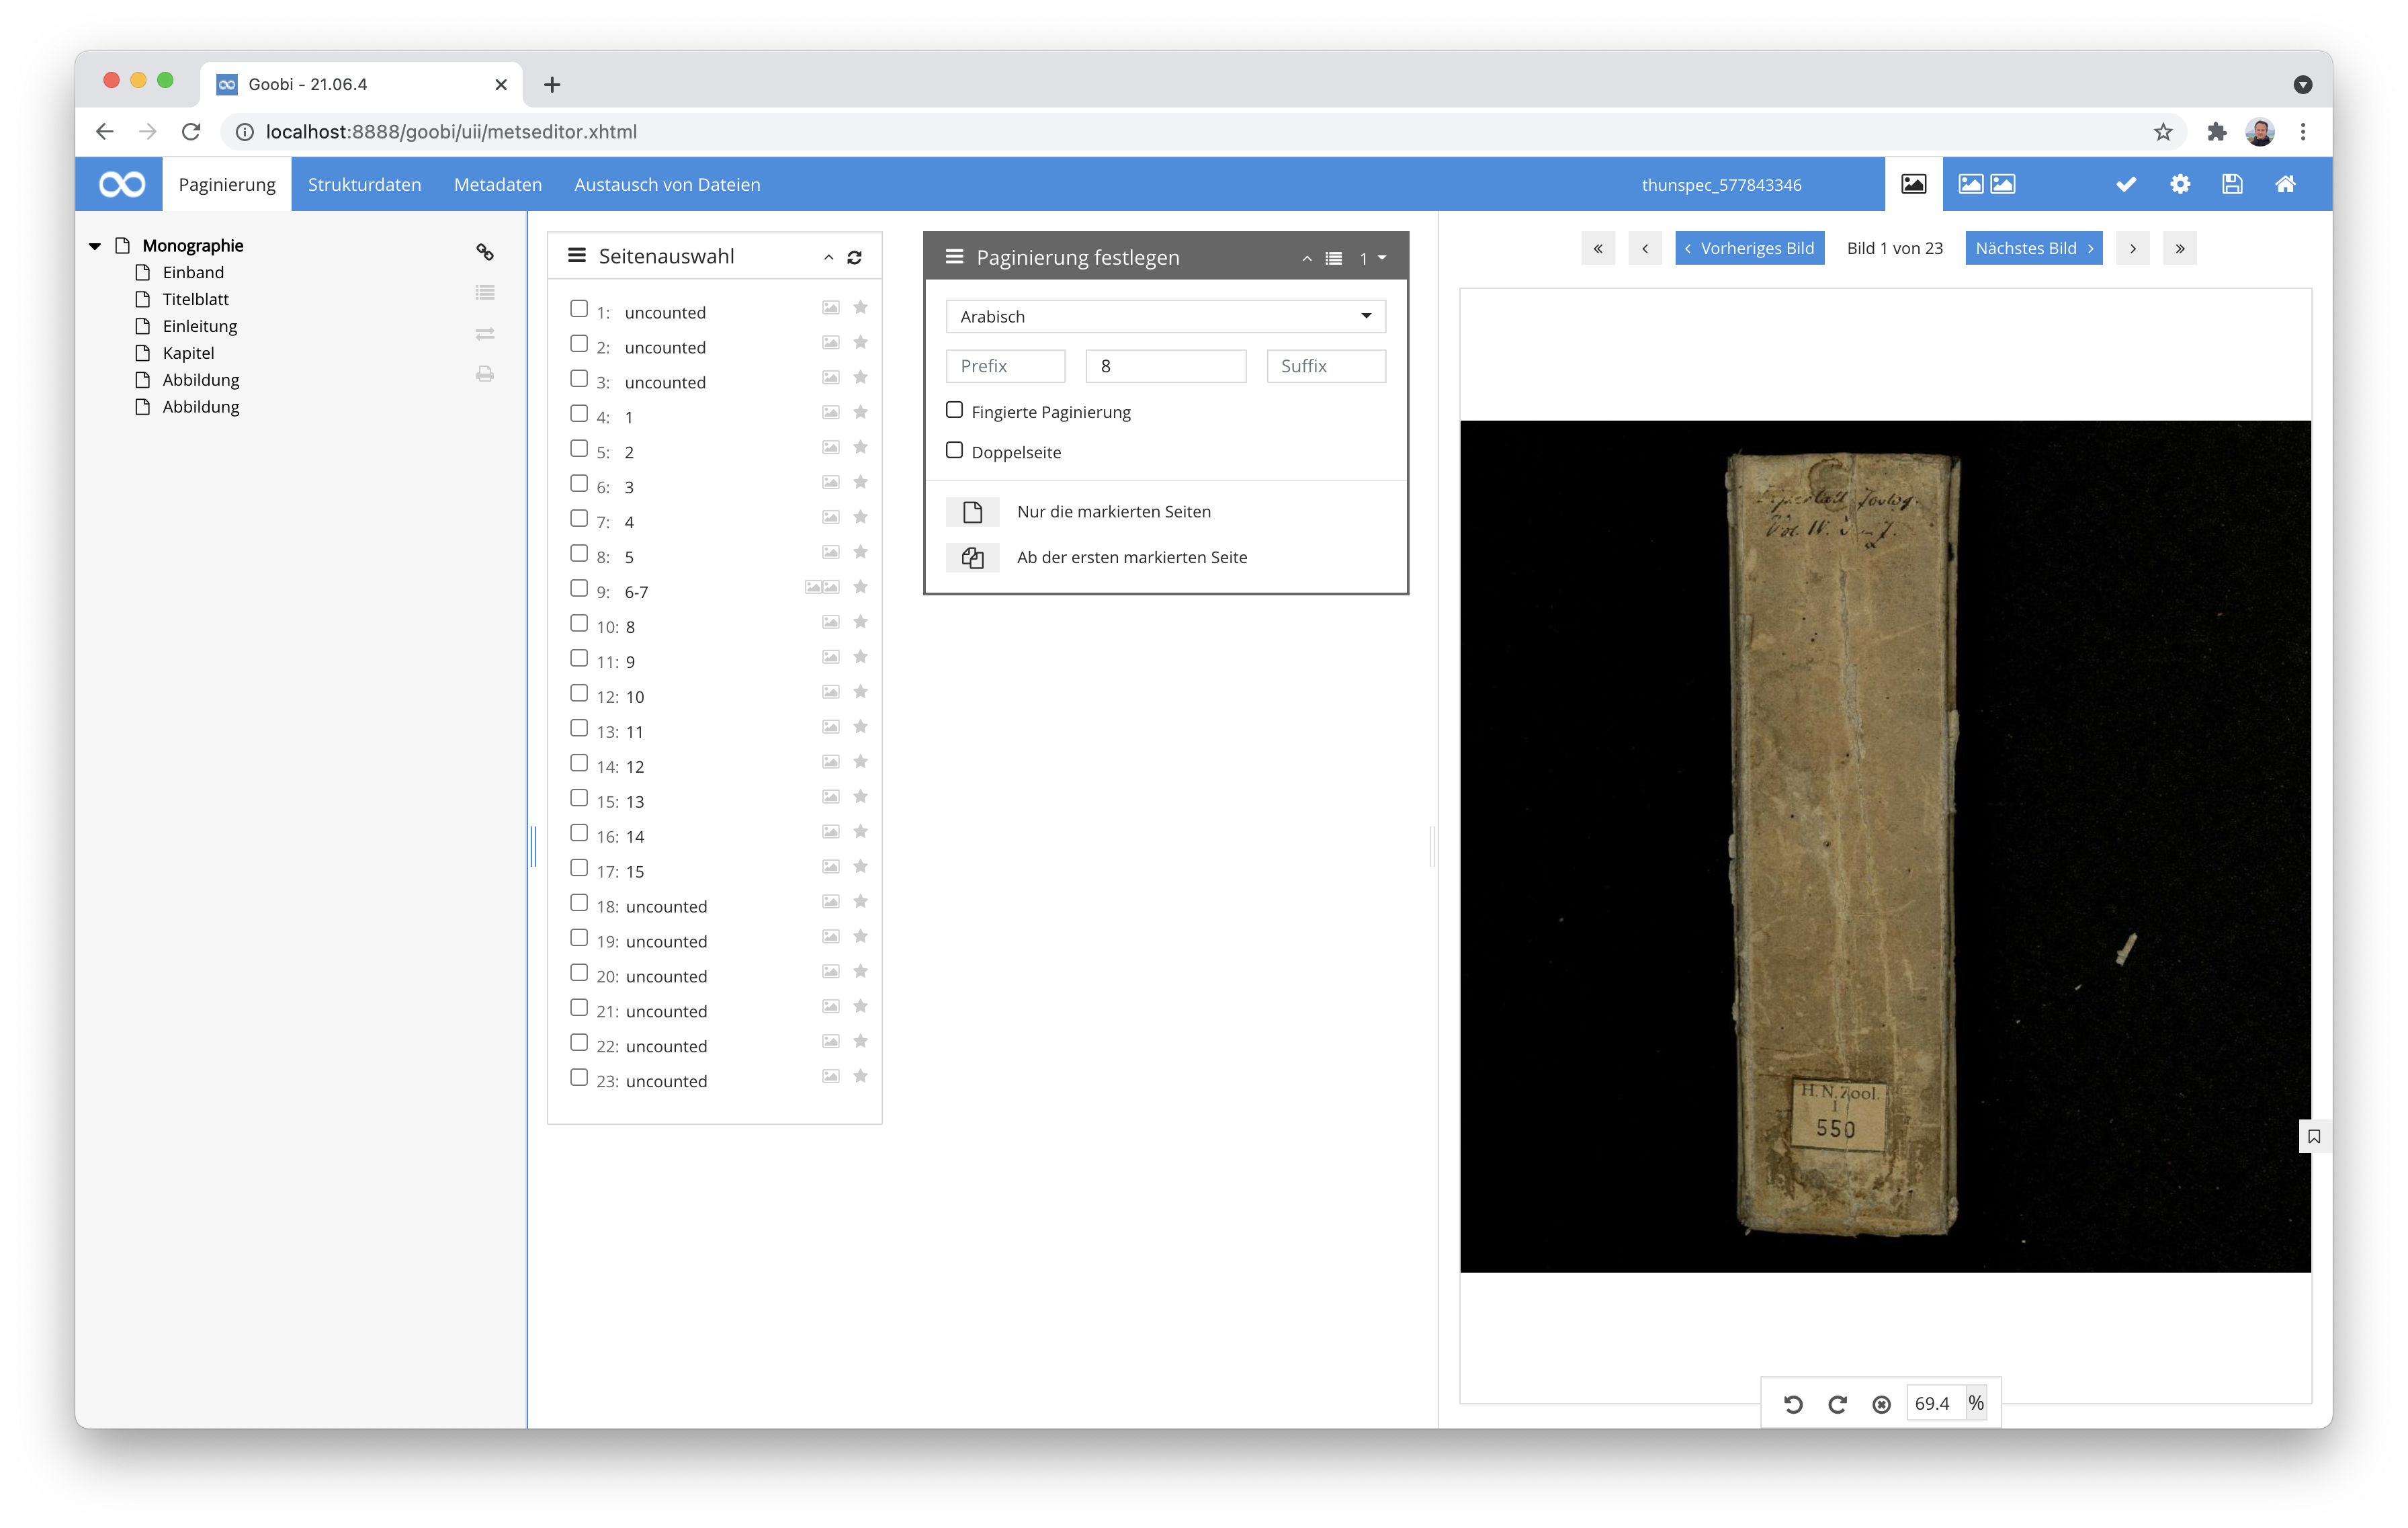 Goobi - 21.06.4
localhost:8888/goobi/uii/metseditor.xhtml
Paginierung Strukturdaten Metadaten Austausch von Dateien thunspec_577843346
Monographie
Einband
Titelblatt
Einleitung
Kapitel
Abbildung
Abbildung
Seitenauswahl
1: uncounted
2: uncounted
3: uncounted
4: 1
5: 2
6: 3
7: 4
8: 5
9: 6-7
10: 8
11: 9
12: 10
13: 11
14: 12
15: 13
16: 14
17: 15
18: uncounted
19: uncounted
20: uncounted
21: uncounted
22: uncounted
23: uncounted
Paginierung festlegen 1
Arabisch
Prefix 8 Suffix
Fingierte Paginierung
Doppelseite
Nur die markierten Seiten
Ab der ersten markierten Seite
« ‹ ‹ Vorheriges Bild Bild 1 von 23 Nächstes Bild › › »
Vol. IV.
H. N. Zool.
I
550
69.4 %